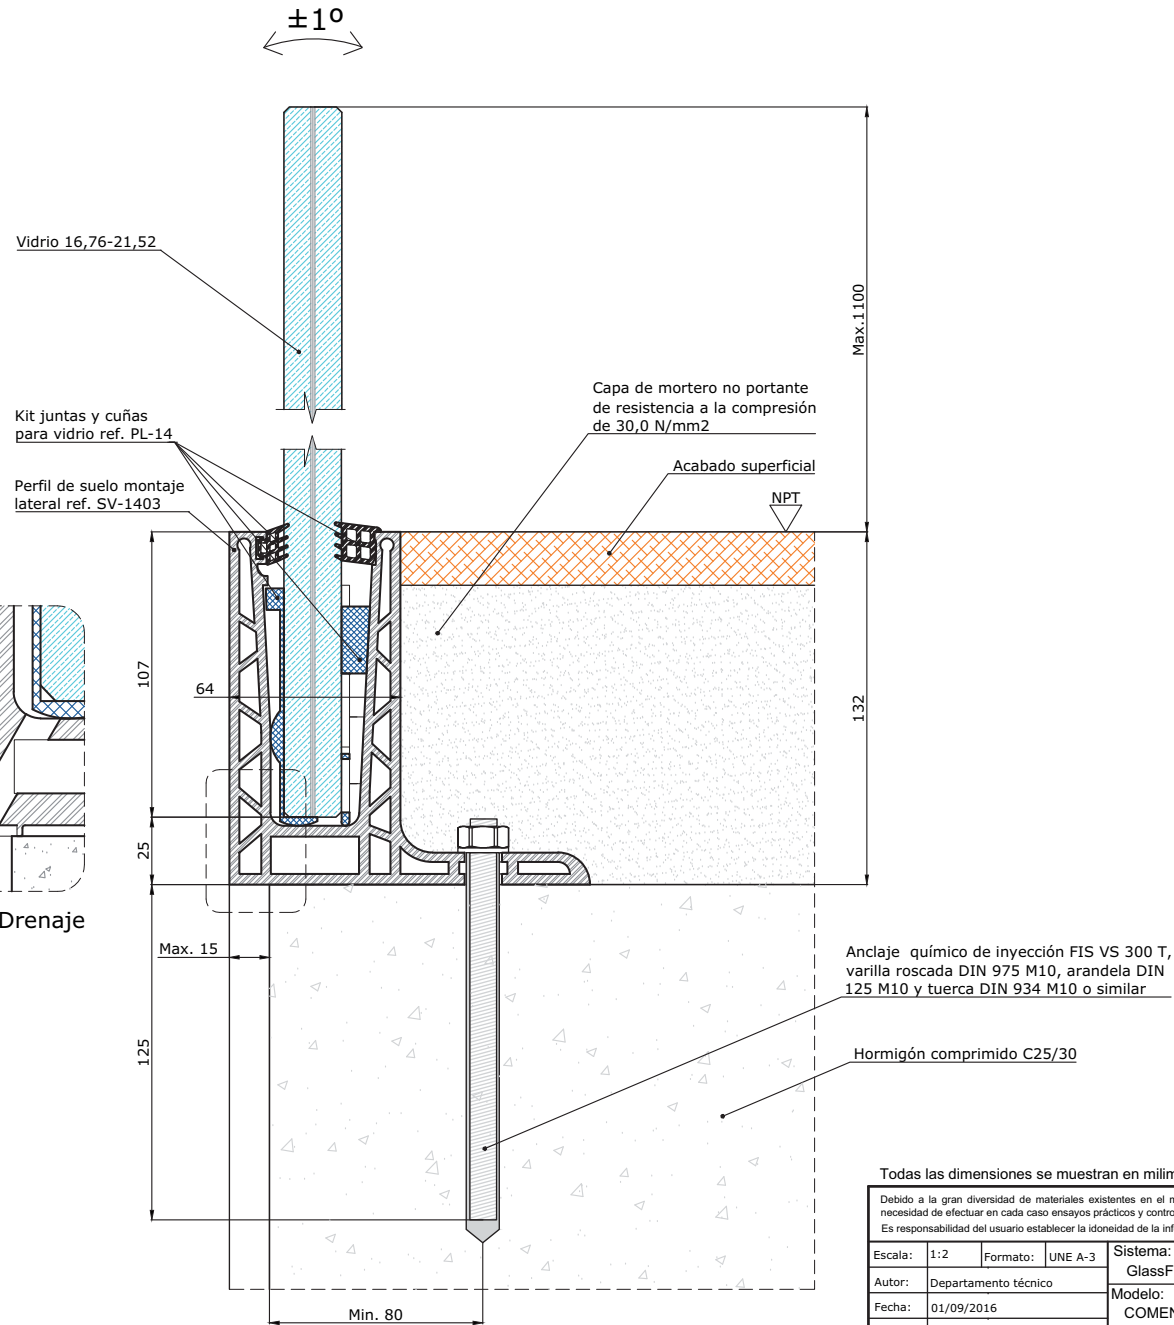 ±1º
Vidrio 16,76-21,52
Max.1100
Kit juntas y cuñas
para vidrio ref. PL-14
Capa de mortero no portante
de resistencia a la compresión
de 30,0 N/mm2
Perfil de suelo montaje
lateral ref. SV-1403
Acabado superficial
NPT
107
64
132
25
Drenaje
Max. 15
125
Anclaje químico de inyección FIS VS 300 T,
varilla roscada DIN 975 M10, arandela DIN
125 M10 y tuerca DIN 934 M10 o similar
Hormigón comprimido C25/30
Min. 80
Todas las dimensiones se muestran en
Debido a la gran diversidad de materiales existentes en el
necesidad de efectuar en cada caso ensayos prácticos y
Es responsabilidad del usuario establecer la idoneidad de la
Escala: 1:2 Formato: UNE A-3 Sistema:
GlassF
Autor: Departamento técnico
Modelo:
COMEN
Fecha: 01/09/2016